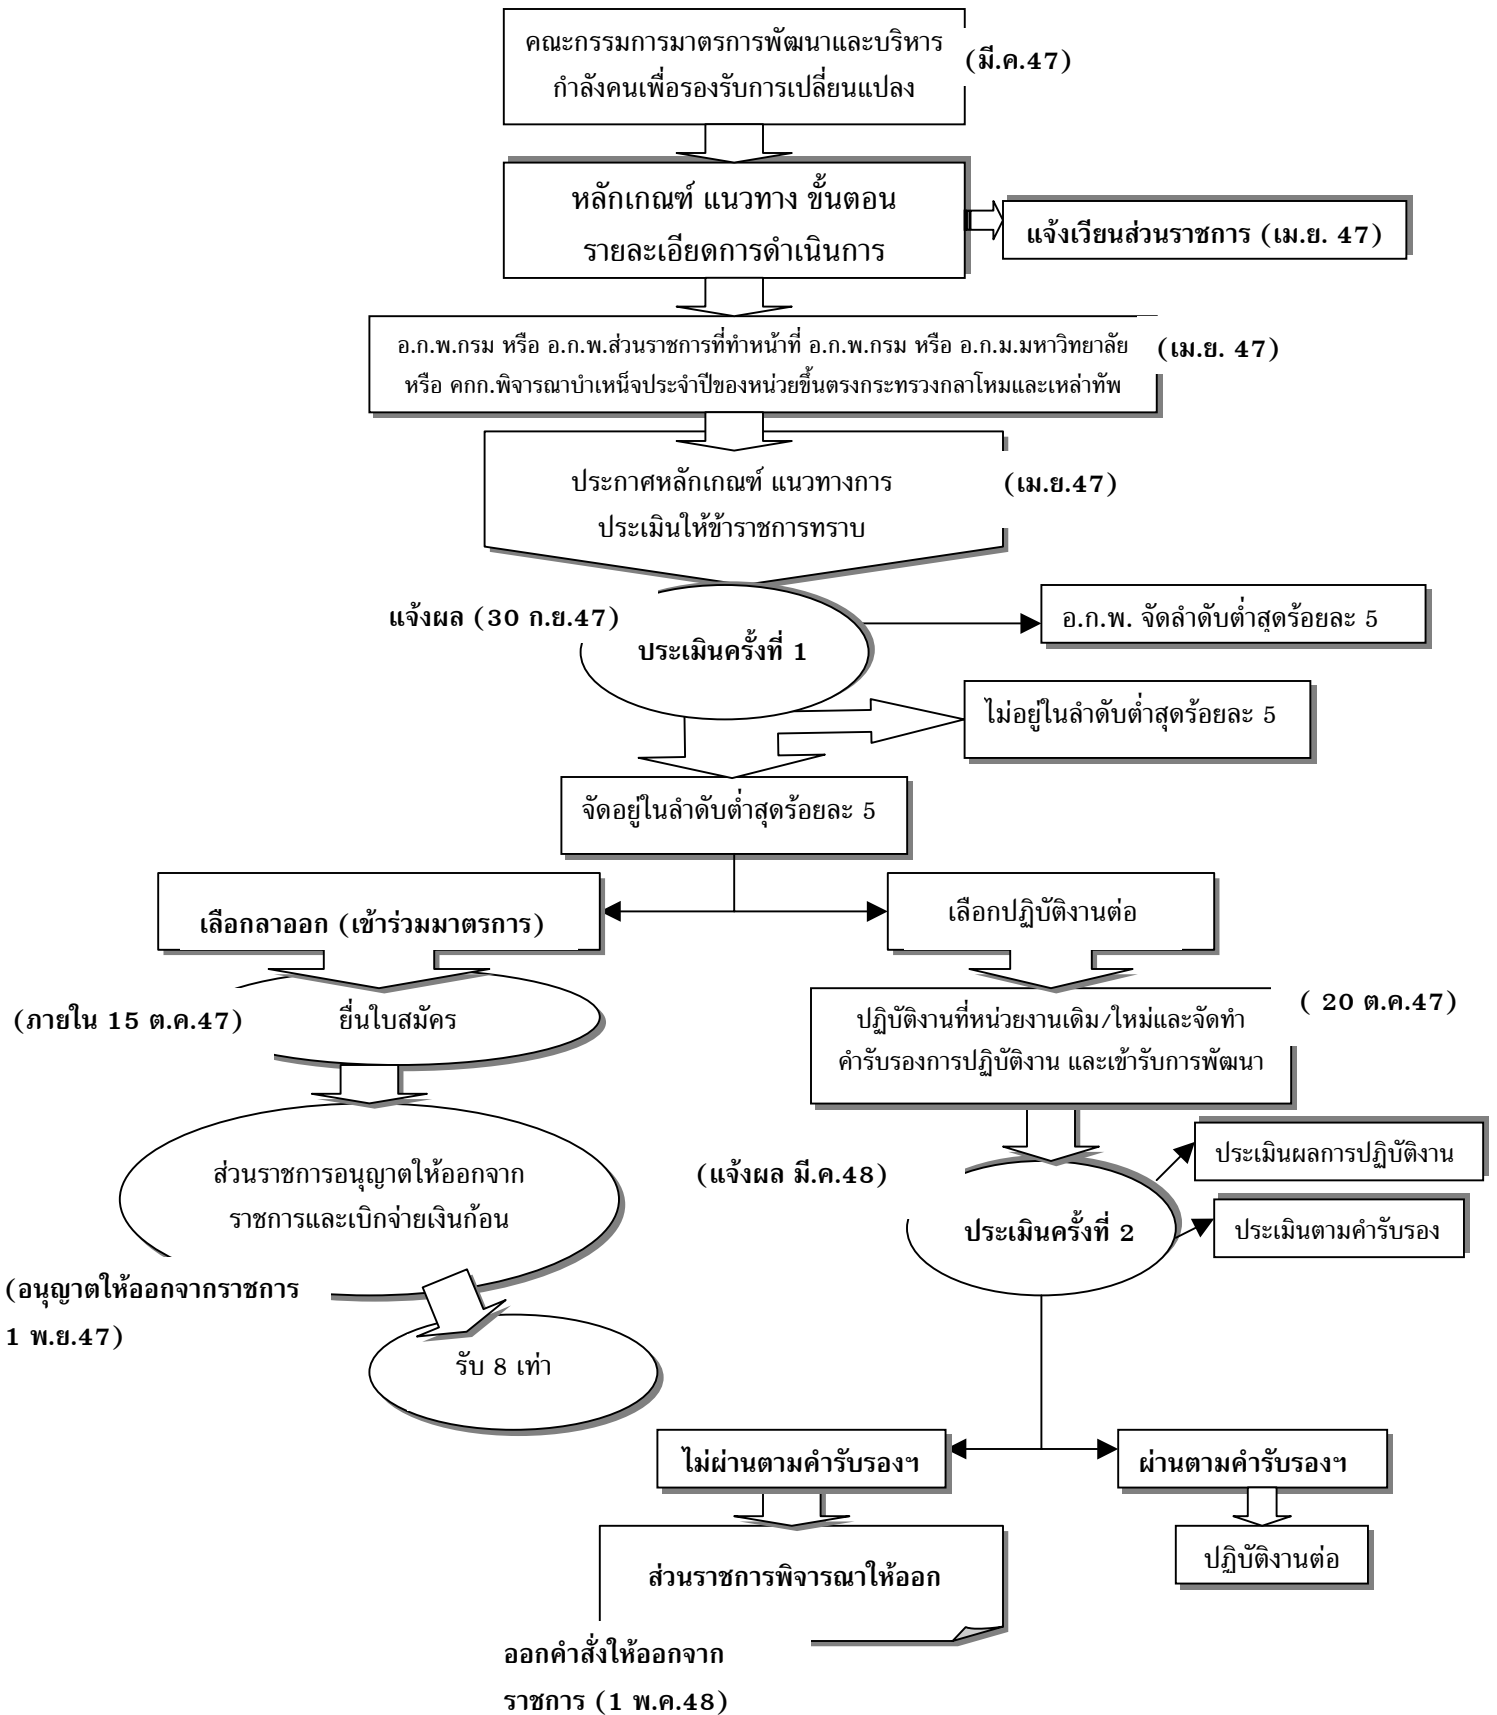 คณะกรรมการมาตรการพัฒนาและบริหาร
กำลังคนเพื่อรองรับการเปลี่ยนแปลง
(มี.ค.47)
หลักเกณฑ์ แนวทาง ขั้นตอน
รายละเอียดการดำเนินการ
แจ้งเวียนส่วนราชการ (เม.ย. 47)
อ.ก.พ.กรม หรือ อ.ก.พ.ส่วนราชการที่ทำหน้าที่ อ.ก.พ.กรม หรือ อ.ก.ม.มหาวิทยาลัย
หรือ คกก.พิจารณาบำเหน็จประจำปีของหน่วยขึ้นตรงกระทรวงกลาโหมและเหล่าทัพ
(เม.ย. 47)
ประกาศหลักเกณฑ์ แนวทางการ
ประเมินให้ข้าราชการทราบ
(เม.ย.47)
แจ้งผล (30 ก.ย.47)
ประเมินครั้งที่ 1
อ.ก.พ. จัดลำดับต่ำสุดร้อยละ 5
ไม่อยู่ในลำดับต่ำสุดร้อยละ 5
จัดอยู่ในลำดับต่ำสุดร้อยละ 5
เลือกลาออก (เข้าร่วมมาตรการ)
เลือกปฏิบัติงานต่อ
(ภายใน 15 ต.ค.47)
ยื่นใบสมัคร
ปฏิบัติงานที่หน่วยงานเดิม/ใหม่และจัดทำ
คำรับรองการปฏิบัติงาน และเข้ารับการพัฒนา
( 20 ต.ค.47)
ส่วนราชการอนุญาตให้ออกจาก
ราชการและเบิกจ่ายเงินก้อน
(แจ้งผล มี.ค.48)
ประเมินครั้งที่ 2
ประเมินผลการปฏิบัติงาน
ประเมินตามคำรับรอง
(อนุญาตให้ออกจากราชการ
1 พ.ย.47)
รับ 8 เท่า
ไม่ผ่านตามคำรับรองฯ
ผ่านตามคำรับรองฯ
ส่วนราชการพิจารณาให้ออก
ปฏิบัติงานต่อ
ออกคำสั่งให้ออกจาก
ราชการ (1 พ.ค.48)